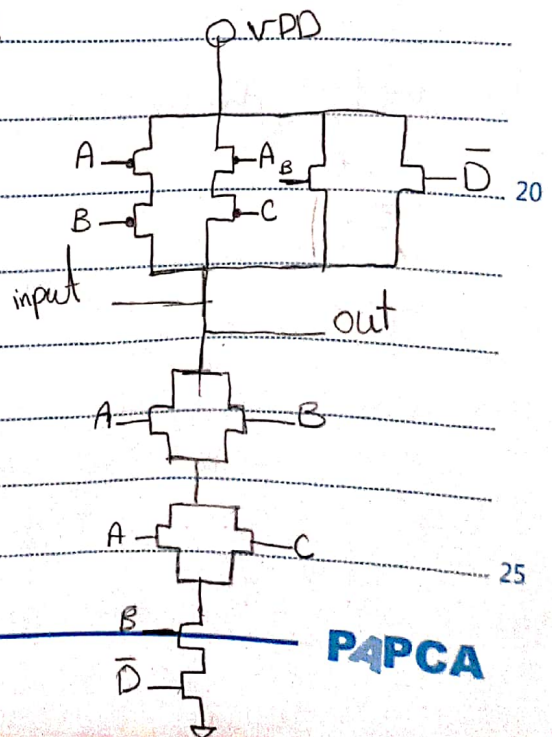 VDD
A A B D̅ 20
B C
input
out
A B
A C
25
B
PAPCA
D̅